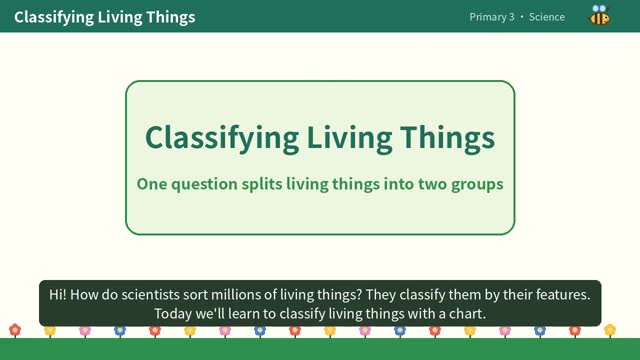 Classifying Living Things
Primary 3 • Science
Classifying Living Things
One question splits living things into two groups
Hi! How do scientists sort millions of living things? They classify them by their features.
Today we'll learn to classify living things with a chart.